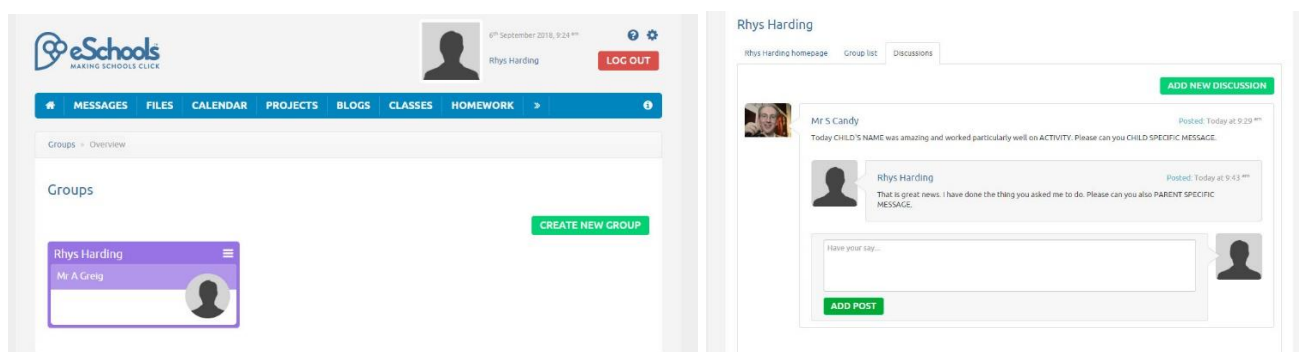 eSchools
MAKING SCHOOLS CLICK
6th September 2018, 9:24 am
Rhys Harding
LOG OUT
MESSAGES FILES CALENDAR PROJECTS BLOGS CLASSES HOMEWORK »
Groups » Overview
Groups
CREATE NEW GROUP
Rhys Harding
Mr A Greig
Rhys Harding
Rhys Harding homepage Group list Discussions
ADD NEW DISCUSSION
Mr S Candy Posted: Today at 9:29 am
Today CHILD'S NAME was amazing and worked particularly well on ACTIVITY. Please can you CHILD SPECIFIC MESSAGE.
Rhys Harding Posted: Today at 9:43 am
That is great news. I have done the thing you asked me to do. Please can you also PARENT SPECIFIC
MESSAGE.
Have your say...
ADD POST